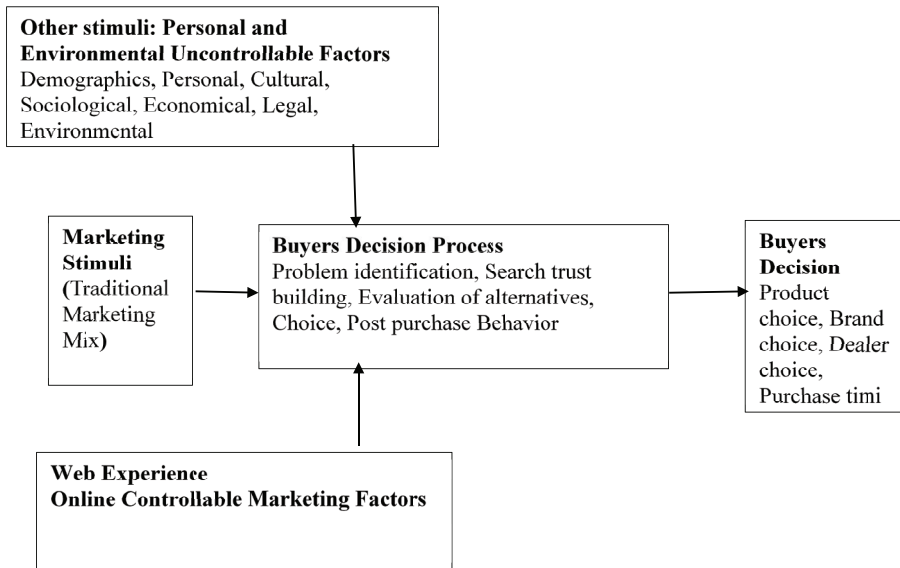 Other stimuli: Personal and
Environmental Uncontrollable Factors
Demographics, Personal, Cultural,
Sociological, Economical, Legal,
Environmental
Marketing
Stimuli
(Traditional
Marketing
Mix)
Buyers Decision Process
Problem identification, Search trust
building, Evaluation of alternatives,
Choice, Post purchase Behavior
Buyers
Decision
Product
choice, Brand
choice, Dealer
choice,
Purchase timi
Web Experience
Online Controllable Marketing Factors